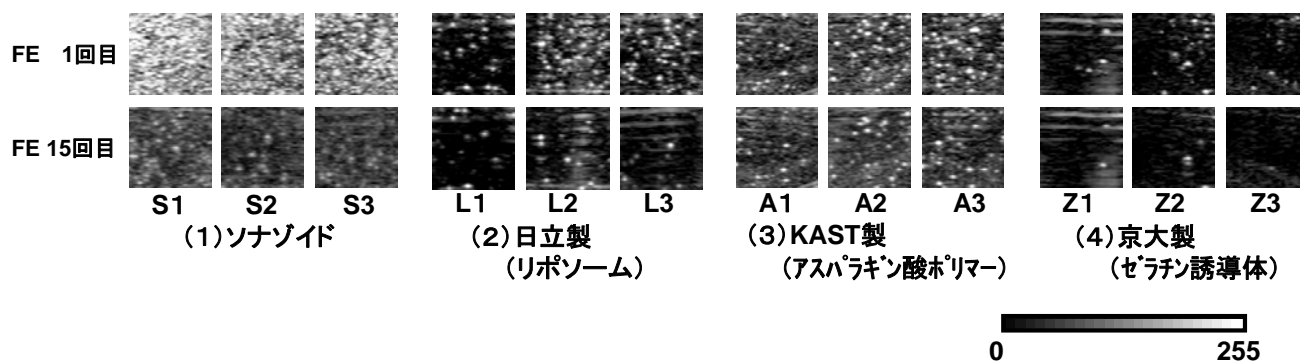 FE 1回目
FE 15回目
S1 S2 S3 L1 L2 L3 A1 A2 A3 Z1 Z2 Z3
(1)ソナゾイド (2)日立製 (3)KAST製 (4)京大製
(リポソーム) (アスパラギン酸ポリマー) (ゼラチン誘導体)
0 255